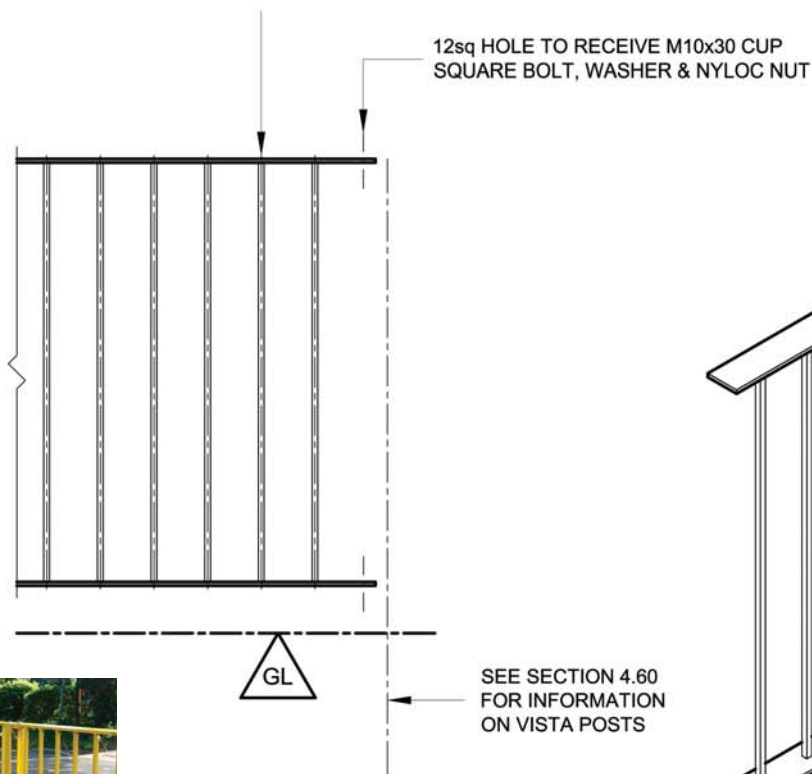 12sq HOLE TO RECEIVE M10x30 CUP
SQUARE BOLT, WASHER & NYLOC NUT
GL
SEE SECTION 4.60
FOR INFORMATION
ON VISTA POSTS